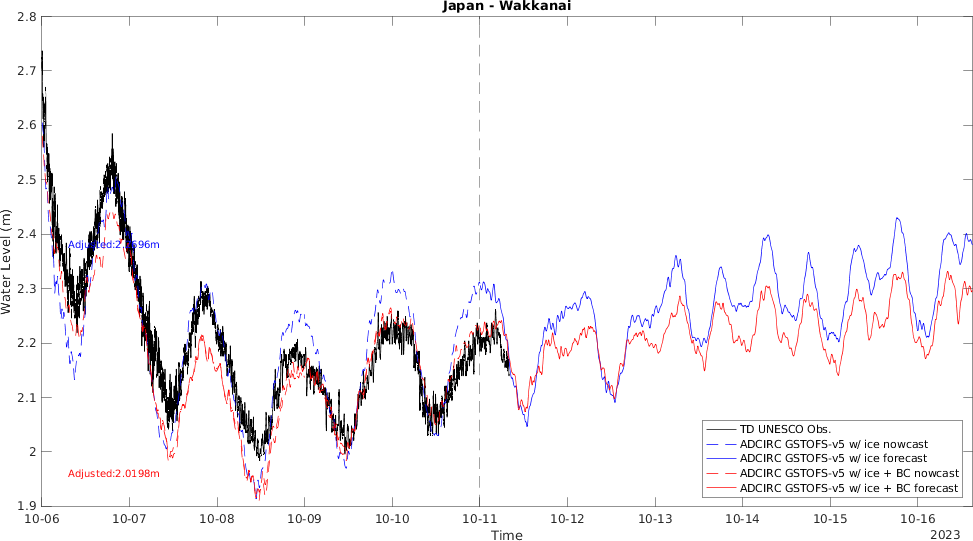 Japan - Wakkanai
2.8
2.7
2.6
2.5
2.4
2.3
2.2
2.1
2
1.9
Water Level (m)
Adjusted:2.0198m
TD UNESCO Obs.
ADCIRC GSTOFS-v5 w/ ice nowcast
ADCIRC GSTOFS-v5 w/ ice forecast
ADCIRC GSTOFS-v5 w/ ice + BC nowcast
ADCIRC GSTOFS-v5 w/ ice + BC forecast
10-06 10-07 10-08 10-09 10-10 10-11 10-12 10-13 10-14 10-15 10-16
Time
2023